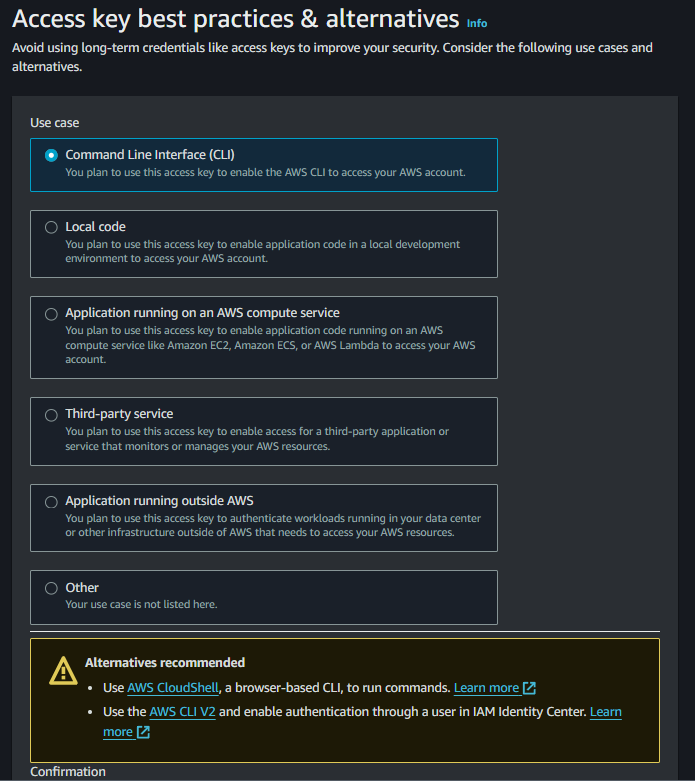 Access key best practices & alternatives Info
Avoid using long-term credentials like access keys to improve your security. Consider the following use cases and
alternatives.
Use case
Command Line Interface (CLI)
You plan to use this access key to enable the AWS CLI to access your AWS account.
Local code
You plan to use this access key to enable application code in a local development
environment to access your AWS account.
Application running on an AWS compute service
You plan to use this access key to enable application code running on an AWS
compute service like Amazon EC2, Amazon ECS, or AWS Lambda to access your AWS
account.
Third-party service
You plan to use this access key to enable access for a third-party application or
service that monitors or manages your AWS resources.
Application running outside AWS
You plan to use this access key to authenticate workloads running in your data center
or other infrastructure outside of AWS that needs to access your AWS resources.
Other
Your use case is not listed here.
Alternatives recommended
• Use AWS CloudShell, a browser-based CLI, to run commands. Learn more
• Use the AWS CLI V2 and enable authentication through a user in IAM Identity Center. Learn
more
Confirmation